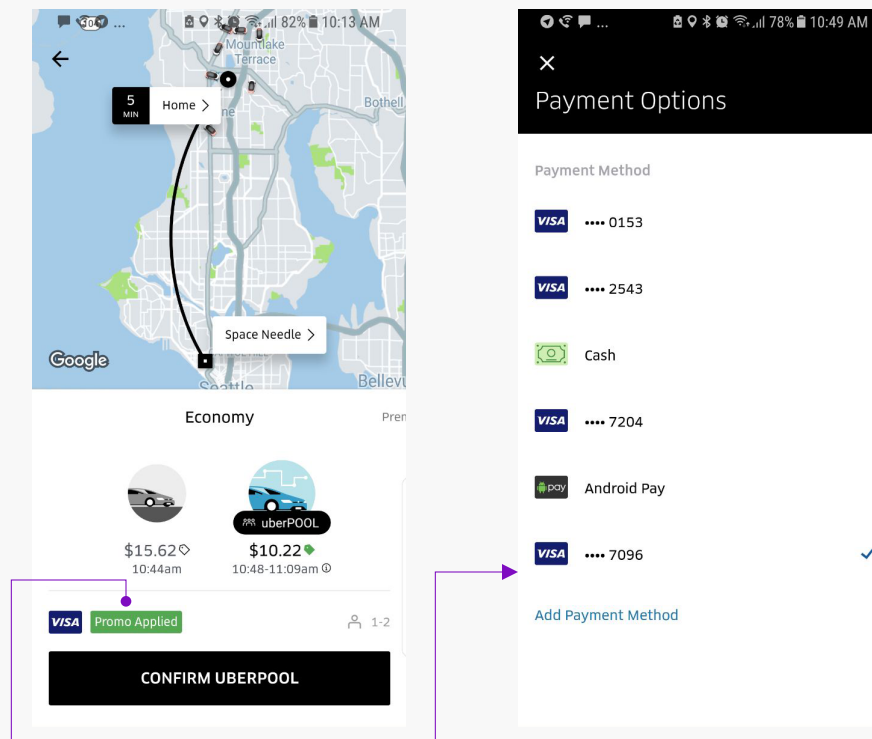 ... 82% 10:13 AM
Mountlake
Terrace
5
MIN
Home
Bothell
ne
Space Needle
Google
Seattle
Bellevu
Economy
Prem
uberPOOL
$15.62
$10.22
10:44am
10:48-11:09am
VISA Promo Applied
1-2
CONFIRM UBERPOOL
... 78% 10:49 AM
Payment Options
Payment Method
VISA •••• 0153
VISA •••• 2543
Cash
VISA •••• 7204
pay Android Pay
VISA •••• 7096
Add Payment Method